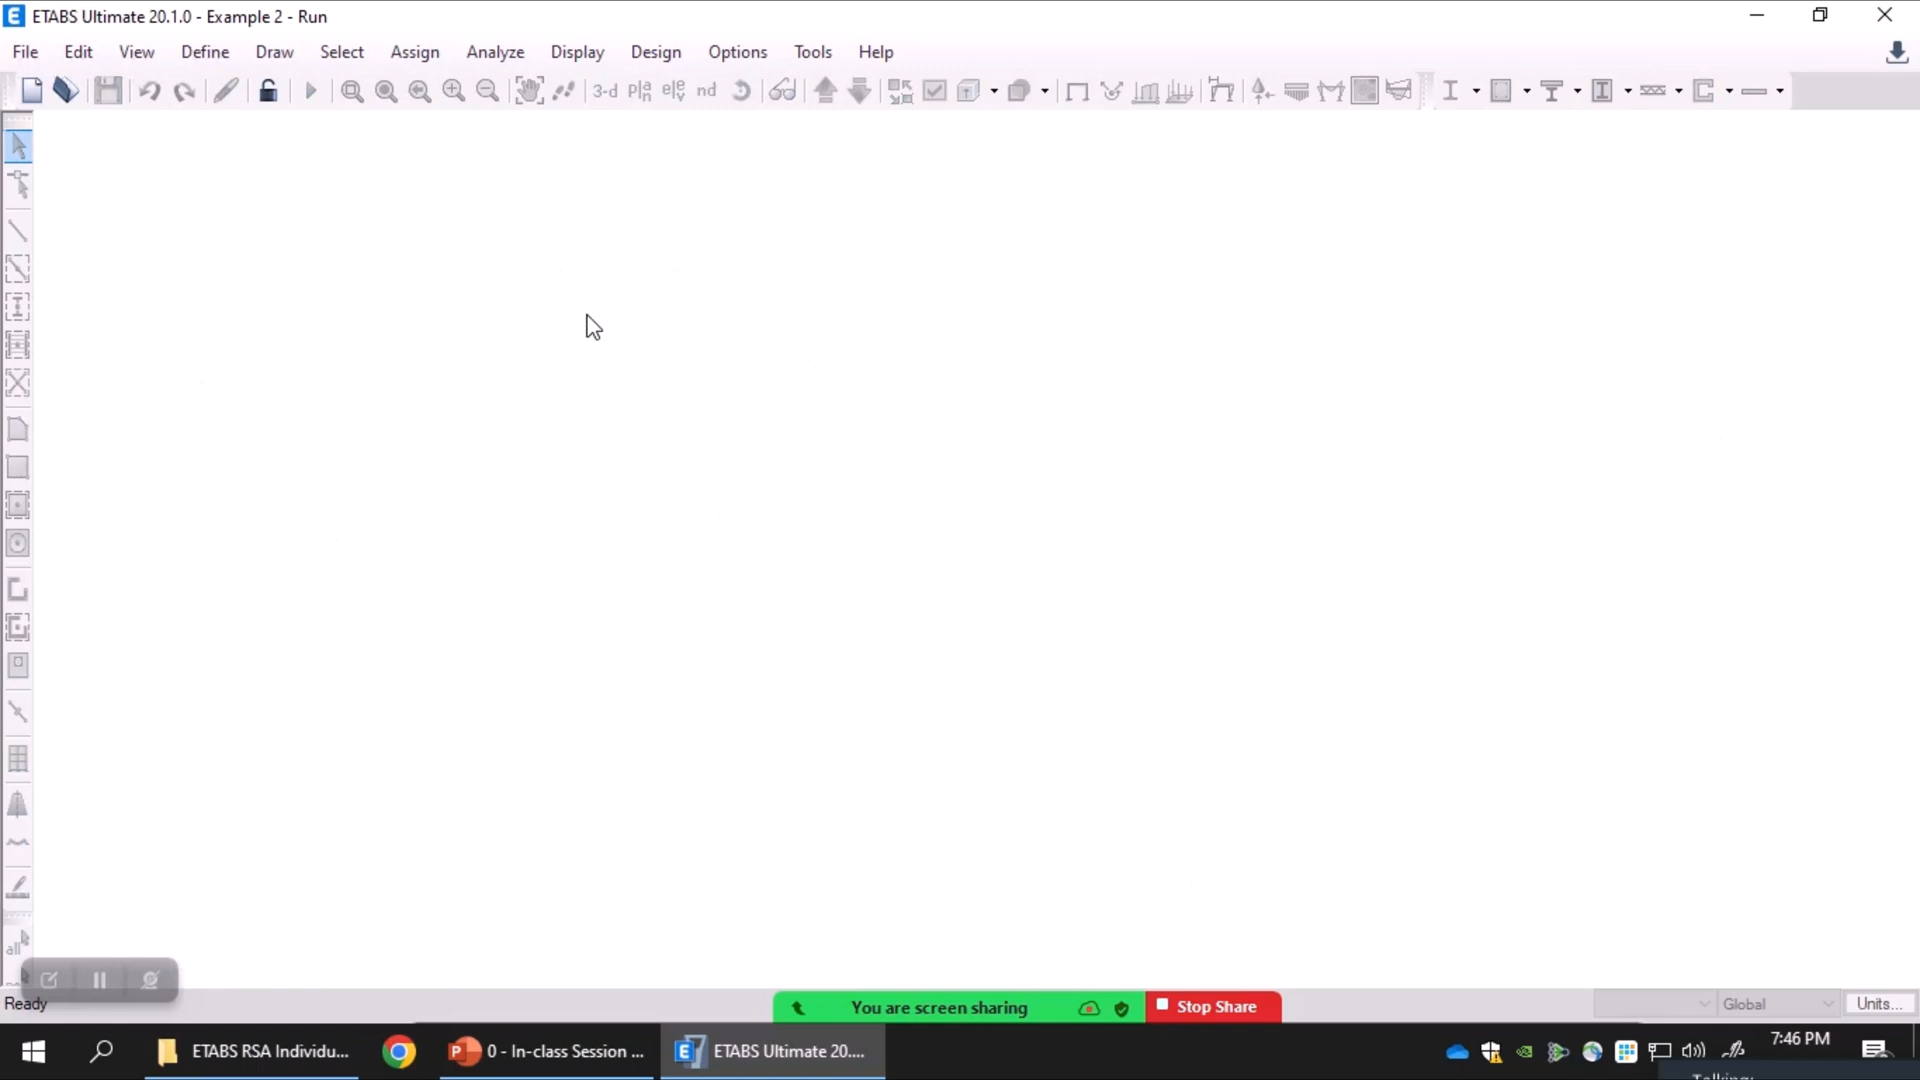 ETABS Ultimate 20.1.0 - Example 2 - Run
File Edit View Define Draw Select Assign Analyze Display Design Options Tools Help
3-d
nd
all
Ready
You are screen sharing
Stop Share
Global
Units...
ETABS RSA Individu...
0 - In-class Session ...
ETABS Ultimate 20....
7:46 PM